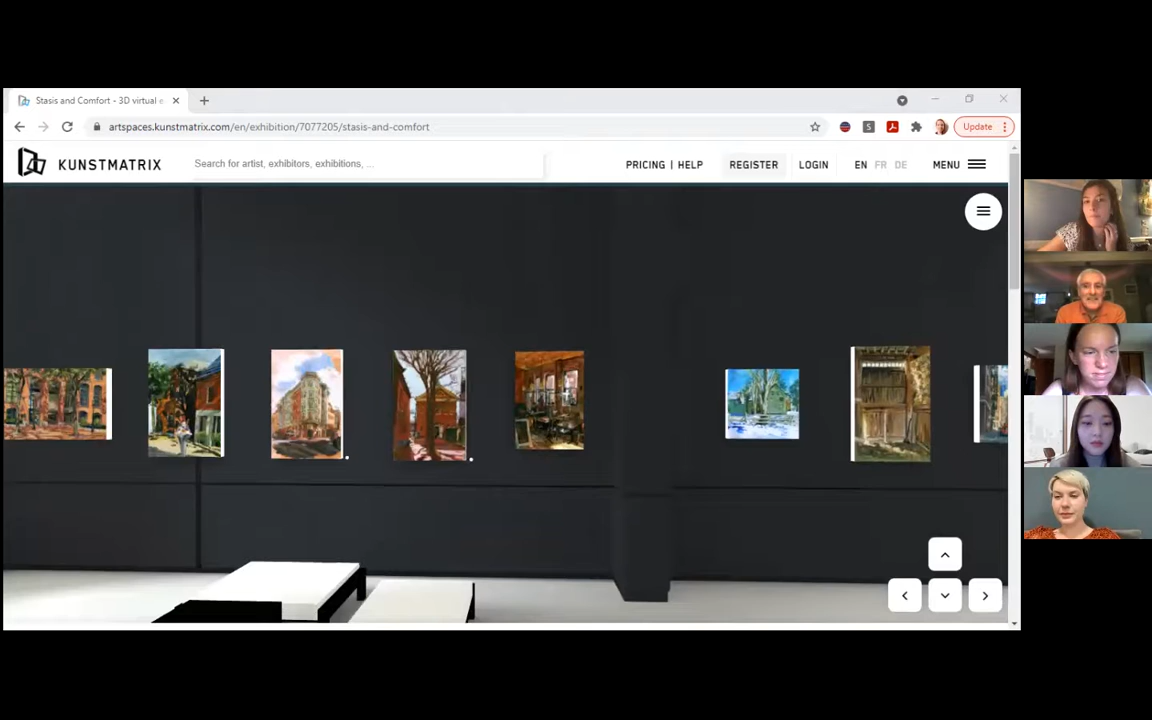 Stasis and Comfort - 3D virtual e
artspaces.kunstmatrix.com/en/exhibition/7077205/stasis-and-comfort
Update
KUNSTMATRIX
Search for artist, exhibitors, exhibitions, ...
PRICING | HELP
REGISTER
LOGIN
EN FR DE
MENU